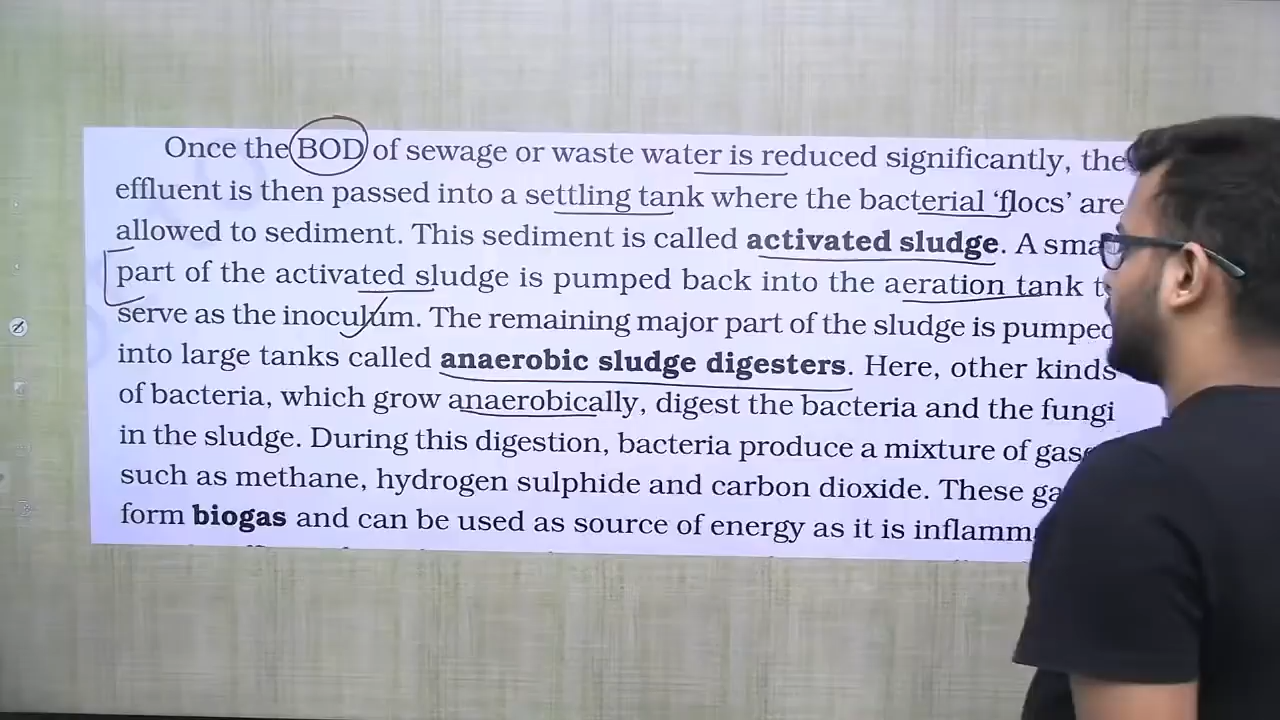 Once the BOD of sewage or waste water is reduced significantly, the
effluent is then passed into a settling tank where the bacterial ‘flocs’ are
allowed to sediment. This sediment is called activated sludge. A
part of the activated sludge is pumped back into the aeration tank
serve as the inoculum. The remaining major part of the sludge is pumped
into large tanks called anaerobic sludge digesters. Here, other kinds
of bacteria, which grow anaerobically, digest the bacteria and the fungi
in the sludge. During this digestion, bacteria produce a mixture of
such as methane, hydrogen sulphide and carbon dioxide. These
form biogas and can be used as source of energy as it is